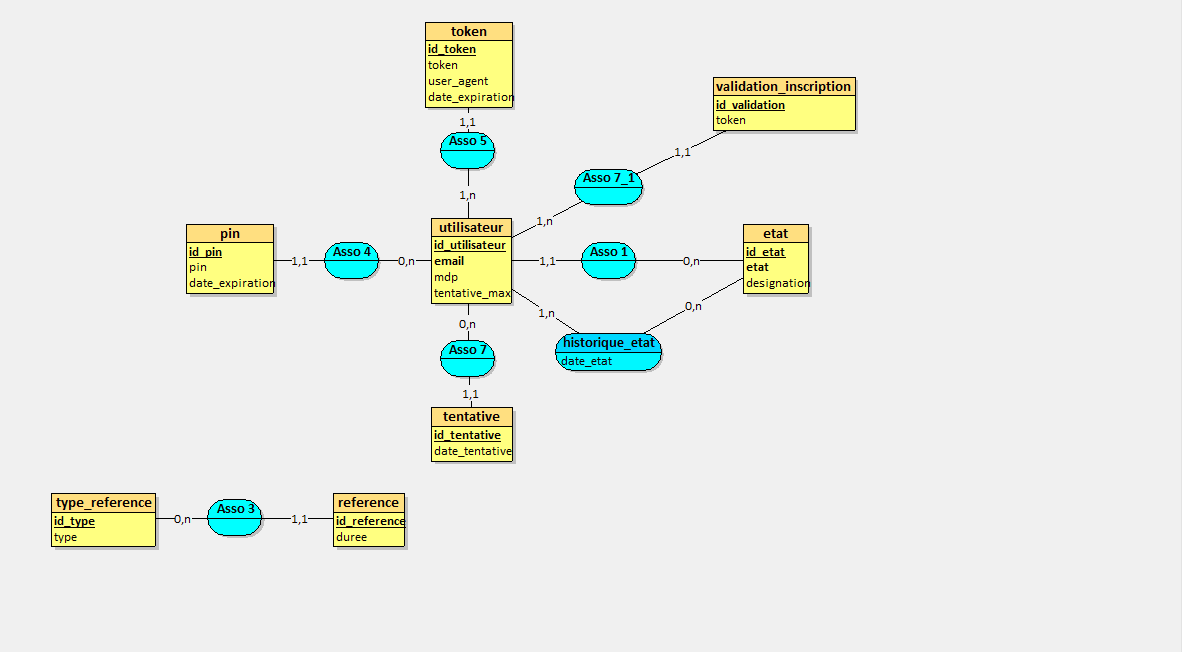 token
id_token
token
user_agent
date_expiration
1,1
Asso 5
1,n
validation_inscription
id_validation
token
1,1
Asso 7_1
1,n
pin
id_pin
pin
date_expiration
1,1
Asso 4
0,n
utilisateur
id_utilisateur
email
mdp
tentative_max
1,1
Asso 1
0,n
etat
id_etat
etat
designation
1,n
0,n
historique_etat
date_etat
0,n
Asso 7
1,1
tentative
id_tentative
date_tentative
type_reference
id_type
type
0,n
Asso 3
1,1
reference
id_reference
duree